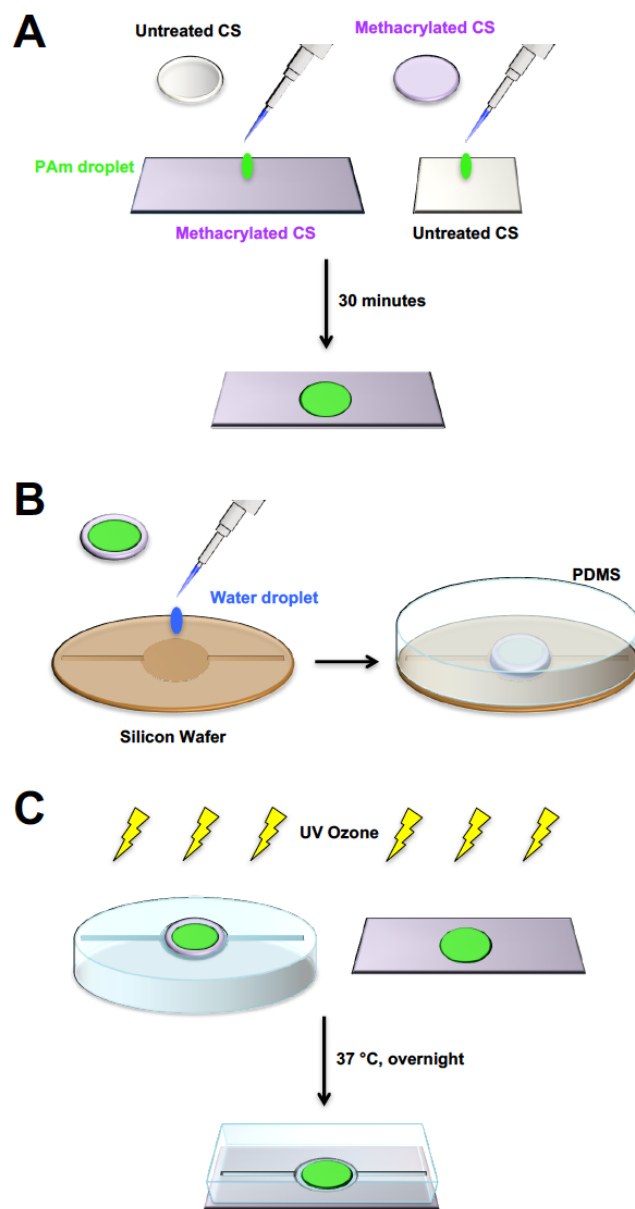 A
Untreated CS
Methacrylated CS
PAm droplet
Methacrylated CS
Untreated CS
30 minutes
B
Water droplet
PDMS
Silicon Wafer
C
UV Ozone
37 °C, overnight